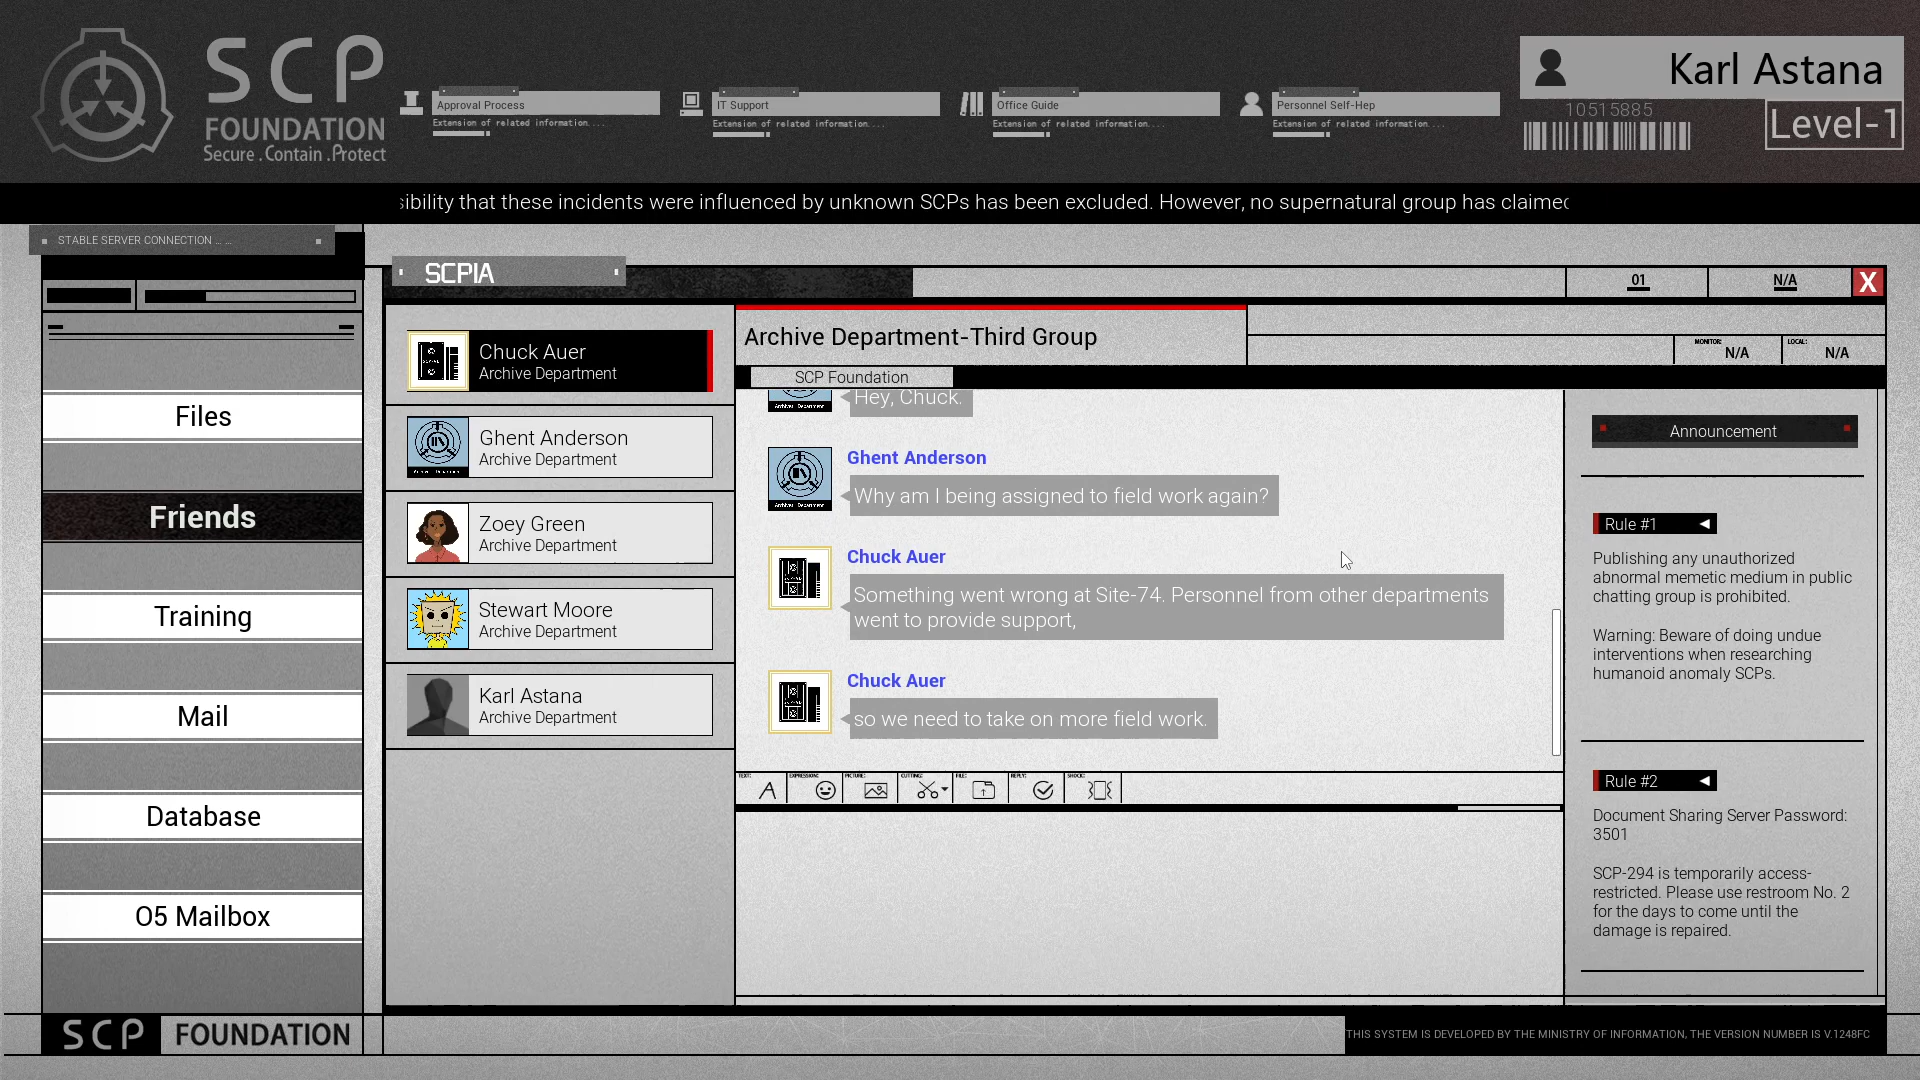 SCP
FOUNDATION
Secure . Contain . Protect
Approval Process
Extension of related information....
IT Support
Extension of related information....
Office Guide
Extension of related information....
Personnel Self-Hep
Extension of related information....
Karl Astana
10515885
Level-1
sibility that these incidents were influenced by unknown SCPs has been excluded. However, no supernatural group has claimed
STABLE SERVER CONNECTION ... ...
SCPIA
01
N/A
X
Files
Friends
Training
Mail
Database
O5 Mailbox
Chuck Auer
Archive Department
Ghent Anderson
Archive Department
Zoey Green
Archive Department
Stewart Moore
Archive Department
Karl Astana
Archive Department
Archive Department-Third Group
MONITOR:
N/A
LOCAL:
N/A
SCP Foundation
Hey, Chuck.
Ghent Anderson
Why am I being assigned to field work again?
Chuck Auer
Something went wrong at Site-74. Personnel from other departments
went to provide support,
Chuck Auer
so we need to take on more field work.
TEXT:
EXPRESSION:
PICTURE:
CUTTING:
FILE:
REPLY:
SHOCK:
Announcement
Rule #1
Publishing any unauthorized
abnormal memetic medium in public
chatting group is prohibited.
Warning: Beware of doing undue
interventions when researching
humanoid anomaly SCPs.
Rule #2
Document Sharing Server Password:
3501
SCP-294 is temporarily access-
restricted. Please use restroom No. 2
for the days to come until the
damage is repaired.
SCP FOUNDATION
THIS SYSTEM IS DEVELOPED BY THE MINISTRY OF INFORMATION, THE VERSION NUMBER IS V.1248FC